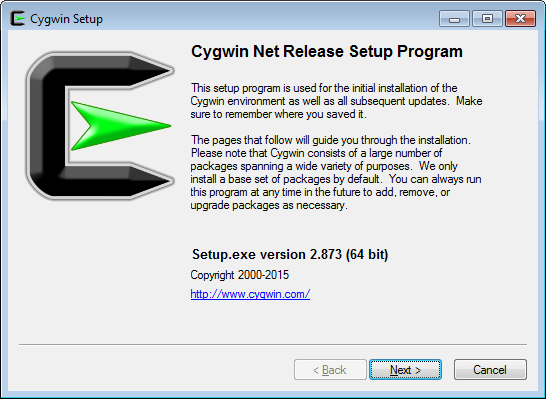 Cygwin Setup
Cygwin Net Release Setup Program
This setup program is used for the initial installation of the
Cygwin environment as well as all subsequent updates.  Make
sure to remember where you saved it.
The pages that follow will guide you through the installation.
Please note that Cygwin consists of a large number of
packages spanning a wide variety of purposes.  We only
install a base set of packages by default.  You can always run
this program at any time in the future to add, remove, or
upgrade packages as necessary.
Setup.exe version 2.873 (64 bit)
Copyright 2000-2015
http://www.cygwin.com/
< Back
Next >
Cancel